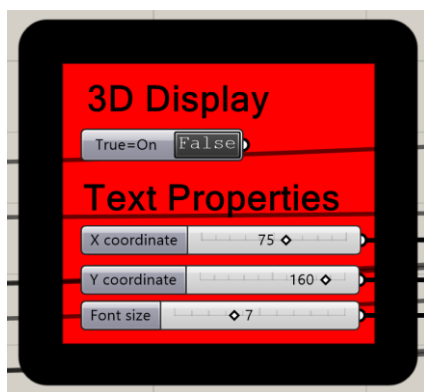 3D Display
True=On False
Text Properties
X coordinate 75
Y coordinate 160
Font size 7